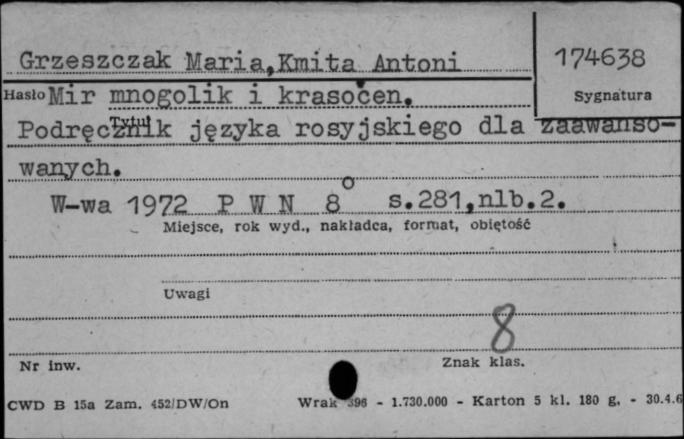 Grzeszczak Maria,Kmita Antoni
174638
Hasło Mir mnogolik i krasočen.
Sygnatura
Podręcznik języka rosyjskiego dla zaawanso-
Tytuł
wanych.
W-wa 1972 P W N 8° s.281,nlb.2.
Miejsce, rok wyd., nakładca, format, objętość
Uwagi
8
Nr inw.
Znak klas.
CWD B 15a Zam. 452/DW/On Wrak 396 - 1.730.000 - Karton 5 kl. 180 g. - 30.4.6